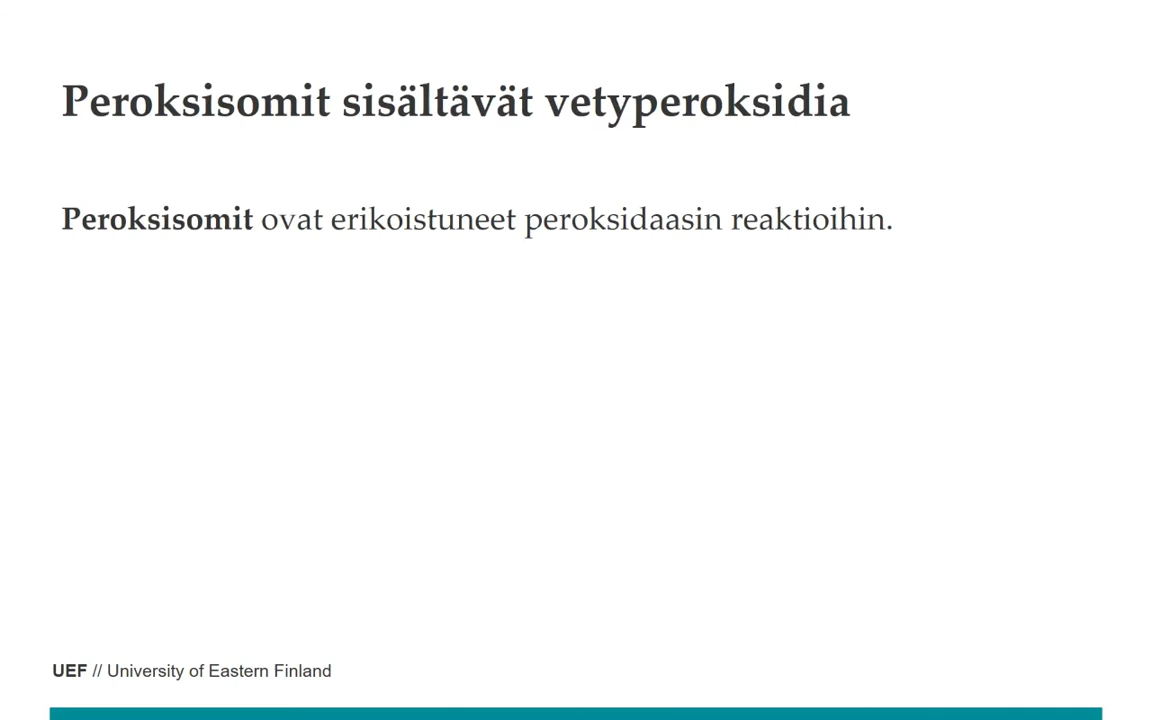 Peroksisomit sisältävät vetyperoksidia
Peroksisomit ovat erikoistuneet peroksidaasin reaktioihin.
UEF // University of Eastern Finland